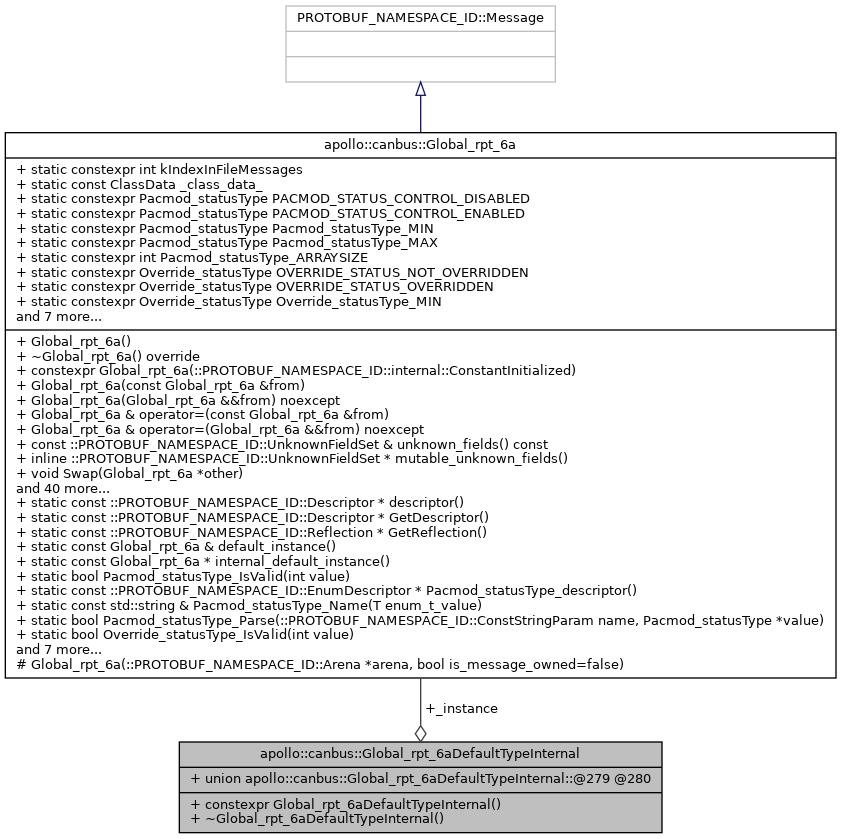 PROTOBUF_NAMESPACE_ID::Message
apollo::canbus::Global_rpt_6a
+ static constexpr int kIndexInFileMessages
+ static const ClassData _class_data_
+ static constexpr Pacmod_statusType PACMOD_STATUS_CONTROL_DISABLED
+ static constexpr Pacmod_statusType PACMOD_STATUS_CONTROL_ENABLED
+ static constexpr Pacmod_statusType Pacmod_statusType_MIN
+ static constexpr Pacmod_statusType Pacmod_statusType_MAX
+ static constexpr int Pacmod_statusType_ARRAYSIZE
+ static constexpr Override_statusType OVERRIDE_STATUS_NOT_OVERRIDDEN
+ static constexpr Override_statusType OVERRIDE_STATUS_OVERRIDDEN
+ static constexpr Override_statusType Override_statusType_MIN
and 7 more...
+ Global_rpt_6a()
+ ~Global_rpt_6a() override
+ constexpr Global_rpt_6a(::PROTOBUF_NAMESPACE_ID::internal::ConstantInitialized)
+ Global_rpt_6a(const Global_rpt_6a &from)
+ Global_rpt_6a(Global_rpt_6a &&from) noexcept
+ Global_rpt_6a & operator=(const Global_rpt_6a &from)
+ Global_rpt_6a & operator=(Global_rpt_6a &&from) noexcept
+ const ::PROTOBUF_NAMESPACE_ID::UnknownFieldSet & unknown_fields() const
+ inline ::PROTOBUF_NAMESPACE_ID::UnknownFieldSet * mutable_unknown_fields()
+ void Swap(Global_rpt_6a *other)
and 40 more...
+ static const ::PROTOBUF_NAMESPACE_ID::Descriptor * descriptor()
+ static const ::PROTOBUF_NAMESPACE_ID::Descriptor * GetDescriptor()
+ static const ::PROTOBUF_NAMESPACE_ID::Reflection * GetReflection()
+ static const Global_rpt_6a & default_instance()
+ static const Global_rpt_6a * internal_default_instance()
+ static bool Pacmod_statusType_IsValid(int value)
+ static const ::PROTOBUF_NAMESPACE_ID::EnumDescriptor * Pacmod_statusType_descriptor()
+ static const std::string & Pacmod_statusType_Name(T enum_t_value)
+ static bool Pacmod_statusType_Parse(::PROTOBUF_NAMESPACE_ID::ConstStringParam name, Pacmod_statusType *value)
+ static bool Override_statusType_IsValid(int value)
and 7 more...
# Global_rpt_6a(::PROTOBUF_NAMESPACE_ID::Arena *arena, bool is_message_owned=false)
+_instance
apollo::canbus::Global_rpt_6aDefaultTypeInternal
+ union apollo::canbus::Global_rpt_6aDefaultTypeInternal::@279 @280
+ constexpr Global_rpt_6aDefaultTypeInternal()
+ ~Global_rpt_6aDefaultTypeInternal()